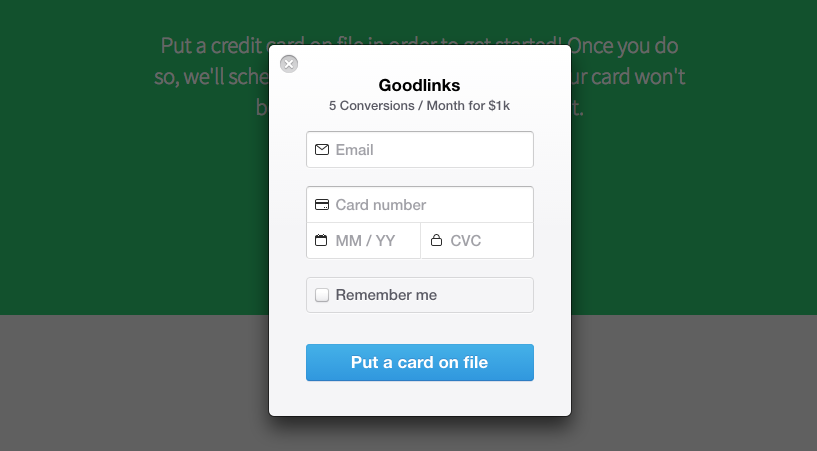 Put a credit card on file in order to get started! Once you do
so, we'll sche ur card won't
b t.
Goodlinks
5 Conversions / Month for $1k
Email
Card number
MM / YY
CVC
Remember me
Put a card on file